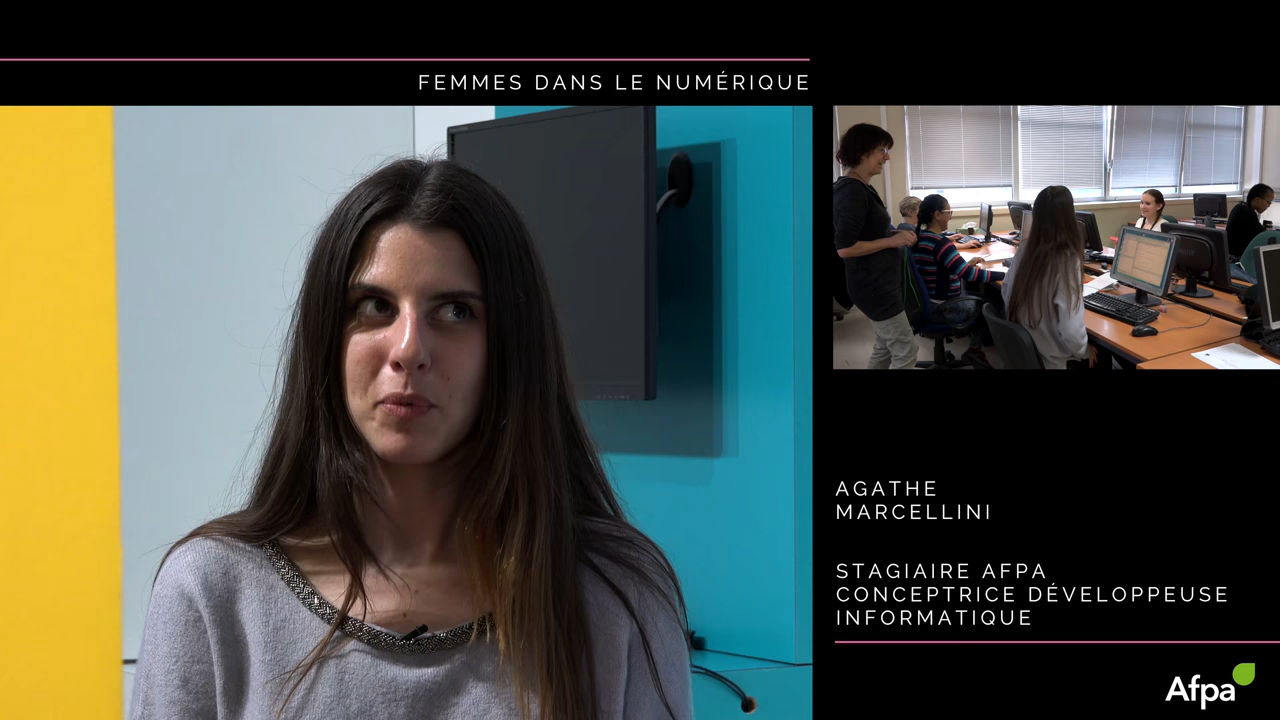 FEMMES DANS LE NUMÉRIQUE
AGATHE
MARCELLINI
STAGIAIRE AFPA
CONCEPTRICE DÉVELOPPEUSE
INFORMATIQUE
Afpa